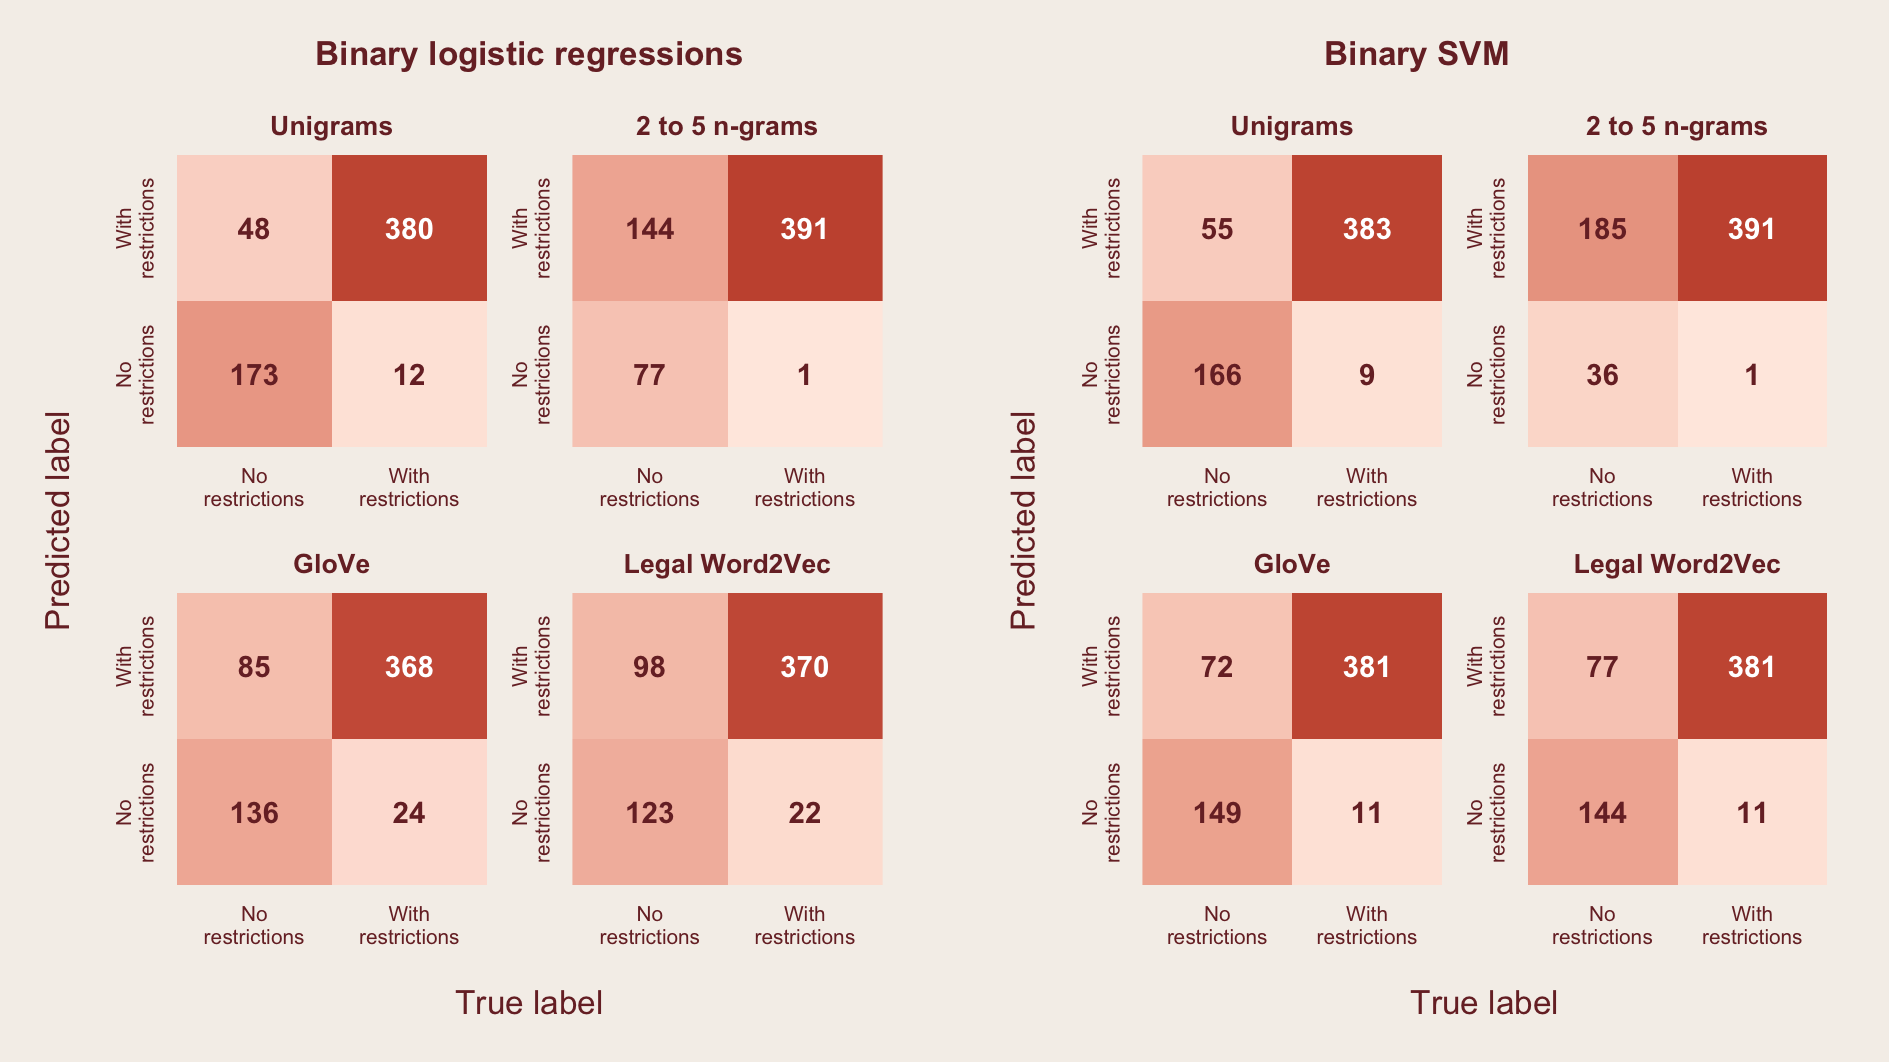 Binary logistic regressions
Unigrams
2 to 5 n-grams
With
restrictions
48
380
With
restrictions
144
391
No
restrictions
173
12
No
restrictions
77
1
No
restrictions
With
restrictions
No
restrictions
With
restrictions
Predicted label
GloVe
Legal Word2Vec
With
restrictions
85
368
With
restrictions
98
370
No
restrictions
136
24
No
restrictions
123
22
No
restrictions
With
restrictions
No
restrictions
With
restrictions
True label
Binary SVM
Unigrams
2 to 5 n-grams
With
restrictions
55
383
With
restrictions
185
391
No
restrictions
166
9
No
restrictions
36
1
No
restrictions
With
restrictions
No
restrictions
With
restrictions
Predicted label
GloVe
Legal Word2Vec
With
restrictions
72
381
With
restrictions
77
381
No
restrictions
149
11
No
restrictions
144
11
No
restrictions
With
restrictions
No
restrictions
With
restrictions
True label